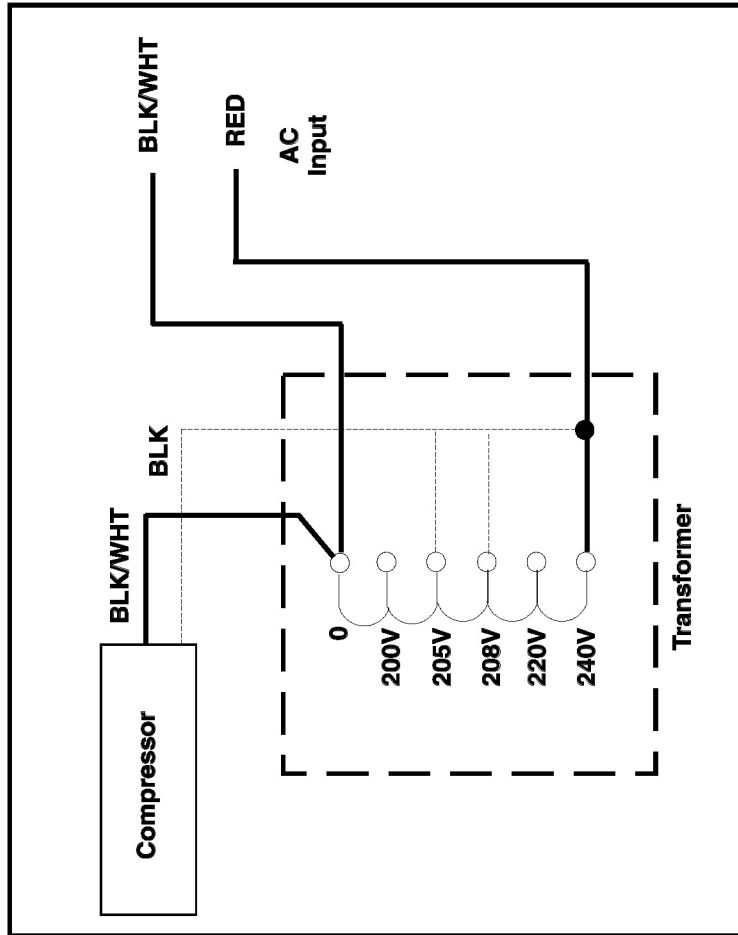 BLK/WHT
RED
AC
Input
BLK
BLK/WHT
Compressor
0
200V
205V
208V
220V
240V
Transformer